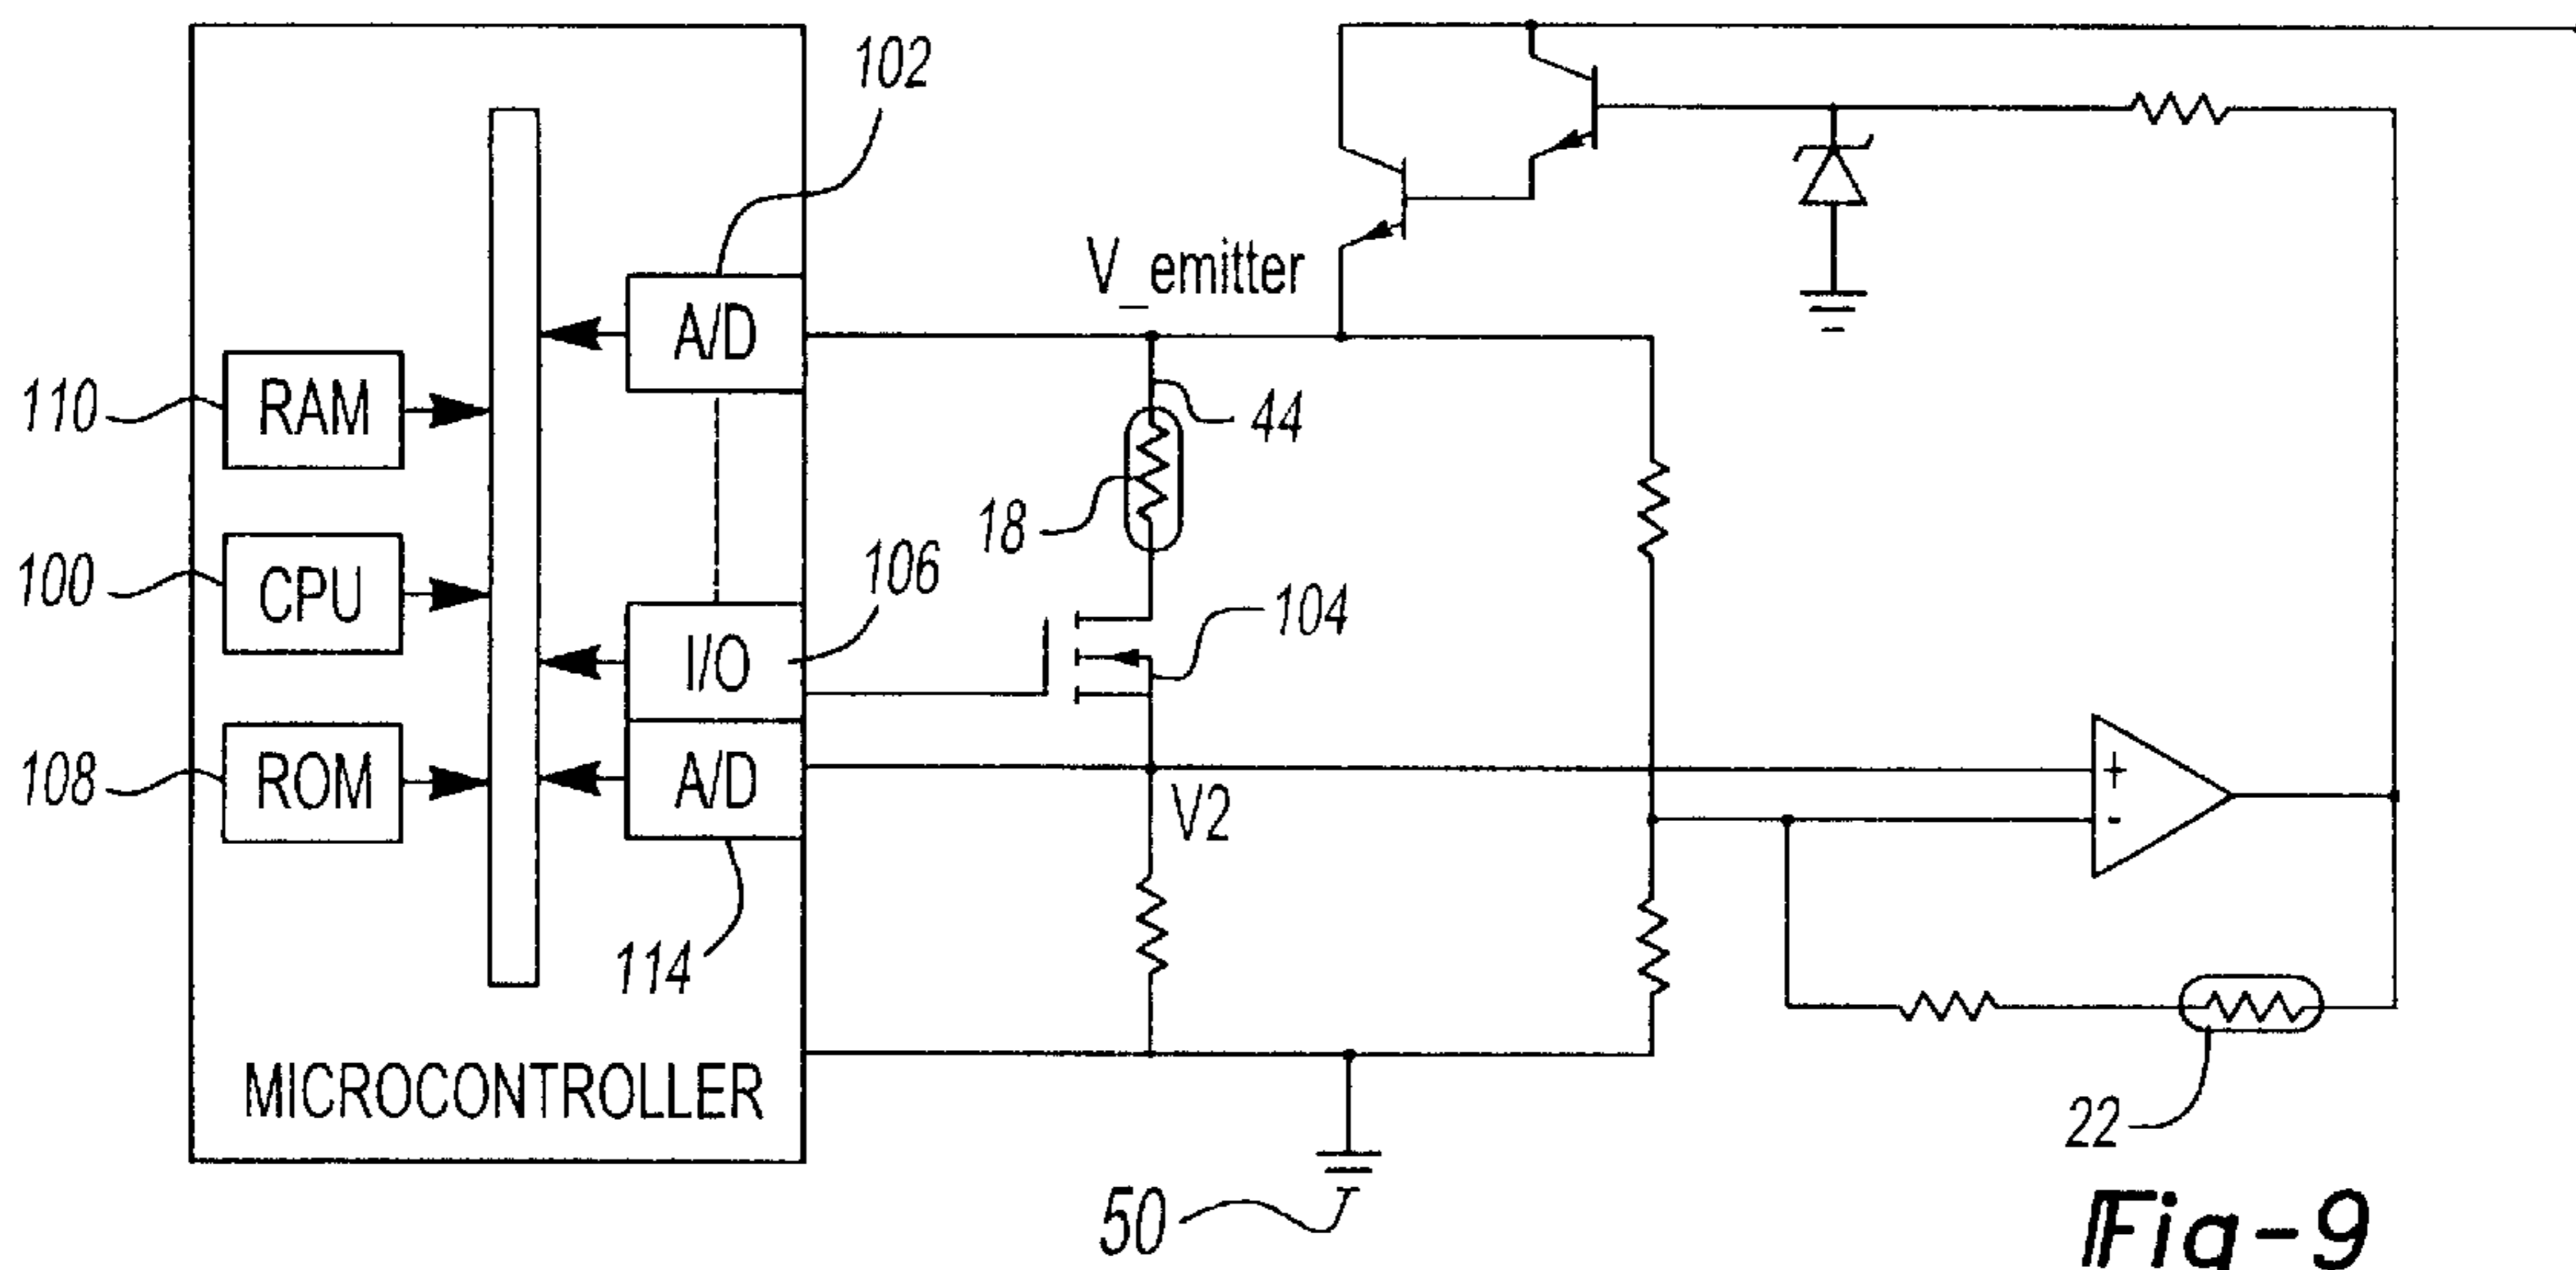 102
V_emitter
A/D
110
RAM
44
18
106
100
CPU
104
I/O
108
ROM
A/D
V2
+
-
114
MICROCONTROLLER
22
50
Fig-9